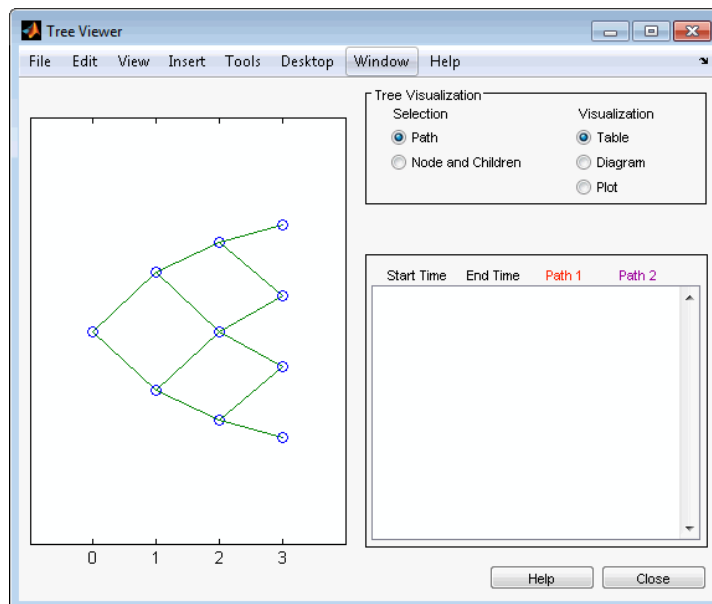 Tree Viewer
File Edit View Insert Tools Desktop Window Help
Tree Visualization
Selection Visualization
Path Table
Node and Children Diagram
Plot
Start Time End Time Path 1 Path 2
0 1 2 3
Help Close